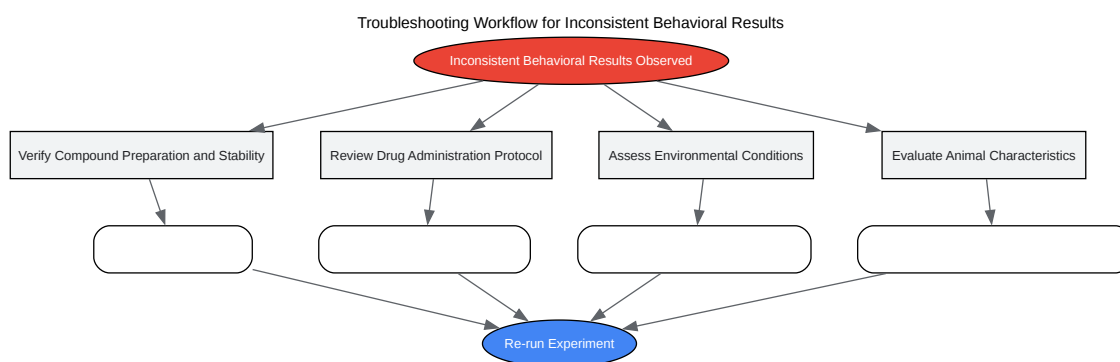 Troubleshooting Workflow for Inconsistent Behavioral Results
Inconsistent Behavioral Results Observed
Verify Compound Preparation and Stability
Review Drug Administration Protocol
Assess Environmental Conditions
Evaluate Animal Characteristics
Re-run Experiment